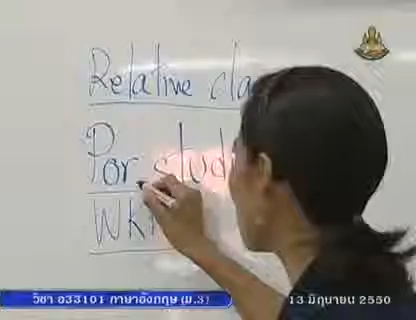 Relative cla
Por stud
WK
วิชา อ33101 ภาษาอังกฤษ (ม.3)
13 มิถุนายน 2550